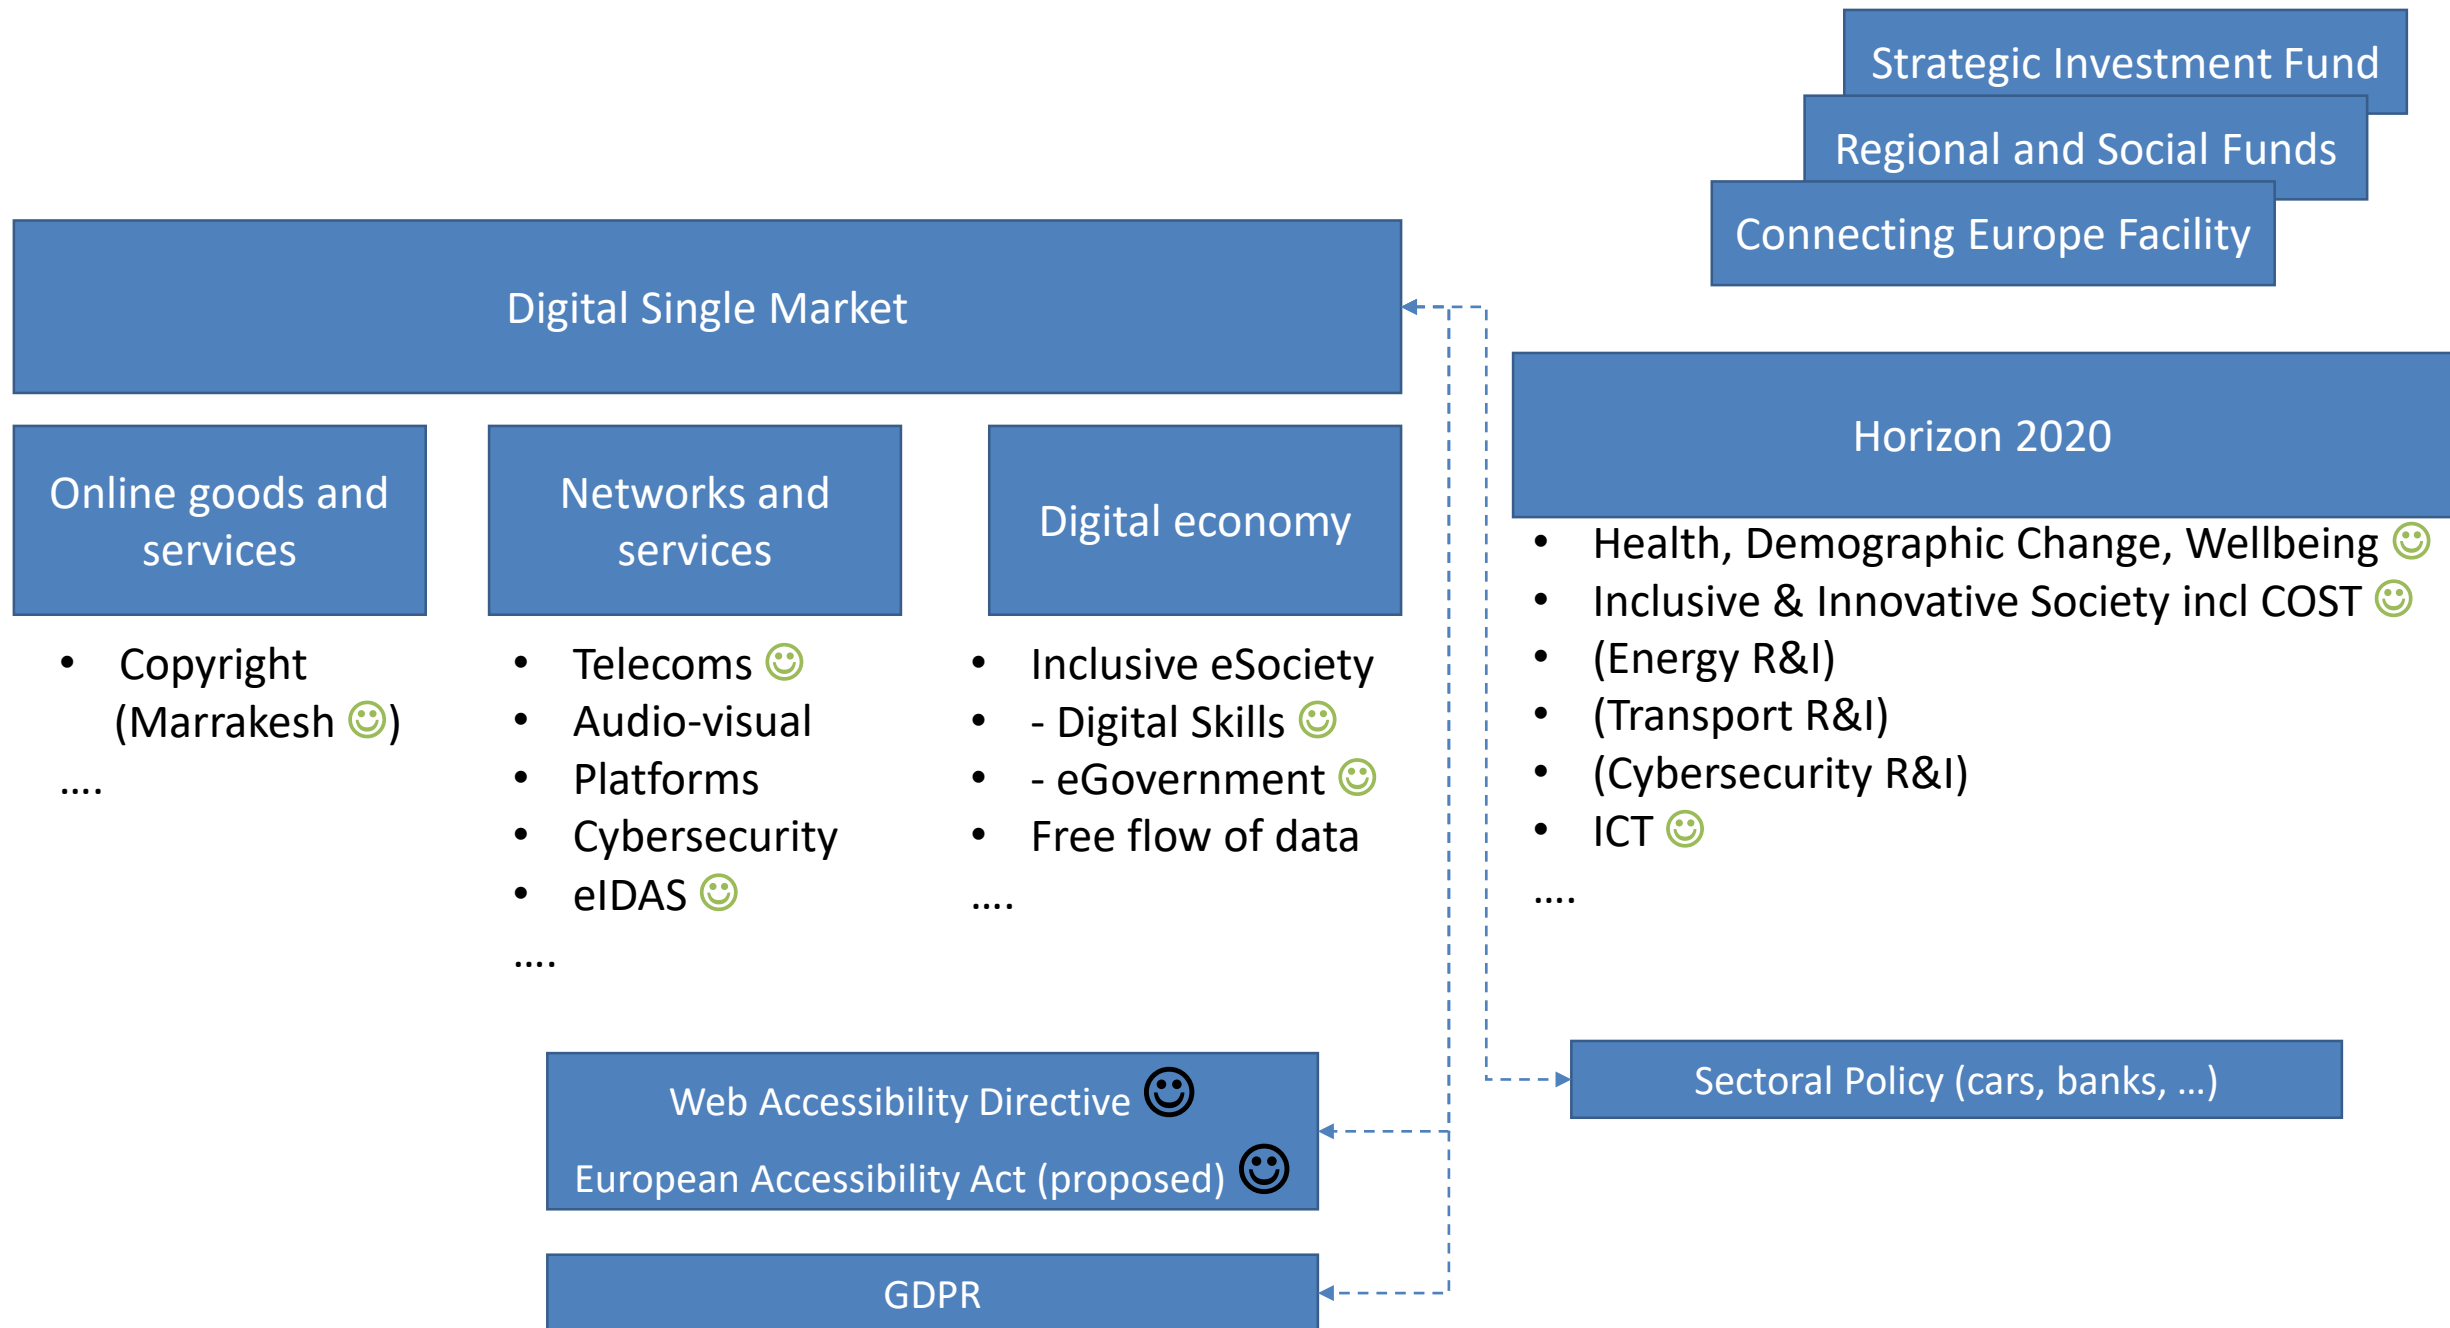 Strategic Investment Fund
Regional and Social Funds
Connecting Europe Facility
Digital Single Market
Horizon 2020
Online goods and
services
Networks and
services
Digital economy
• Copyright
(Marrakesh ☺)
....
• Telecoms ☺
• Audio-visual
• Platforms
• Cybersecurity
• eIDAS ☺
....
• Inclusive eSociety
• - Digital Skills ☺
• - eGovernment ☺
• Free flow of data
....
• Health, Demographic Change, Wellbeing ☺
• Inclusive & Innovative Society incl COST ☺
• (Energy R&I)
• (Transport R&I)
• (Cybersecurity R&I)
• ICT ☺
....
Web Accessibility Directive ☺
European Accessibility Act (proposed) ☺
GDPR
Sectoral Policy (cars, banks, ...)